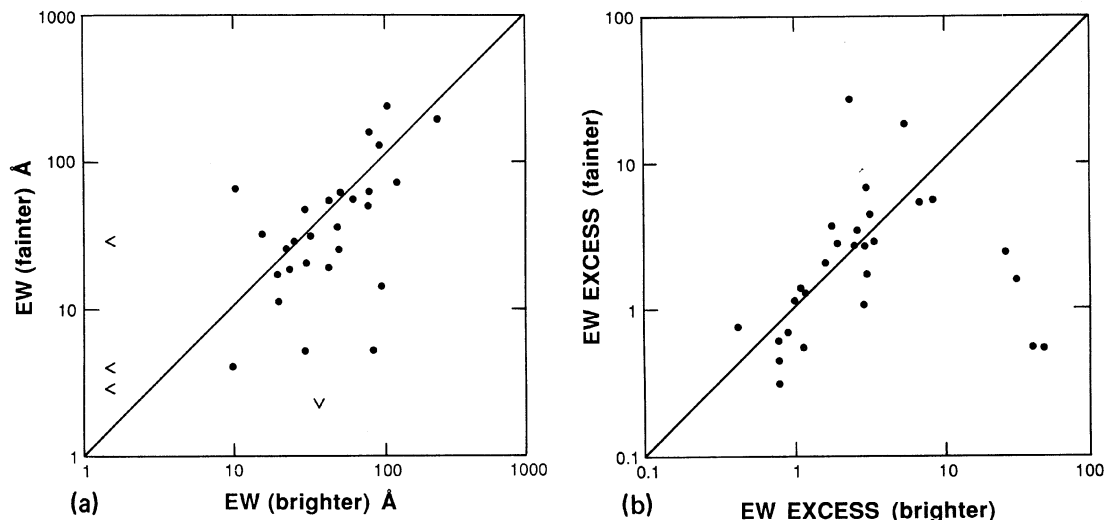 1000
100
10
1
EW (fainter) Å
1 10 100 1000
(a) EW (brighter) Å
100
10
1
0.1
EW EXCESS (fainter)
0.1 1 10 100
(b) EW EXCESS (brighter)